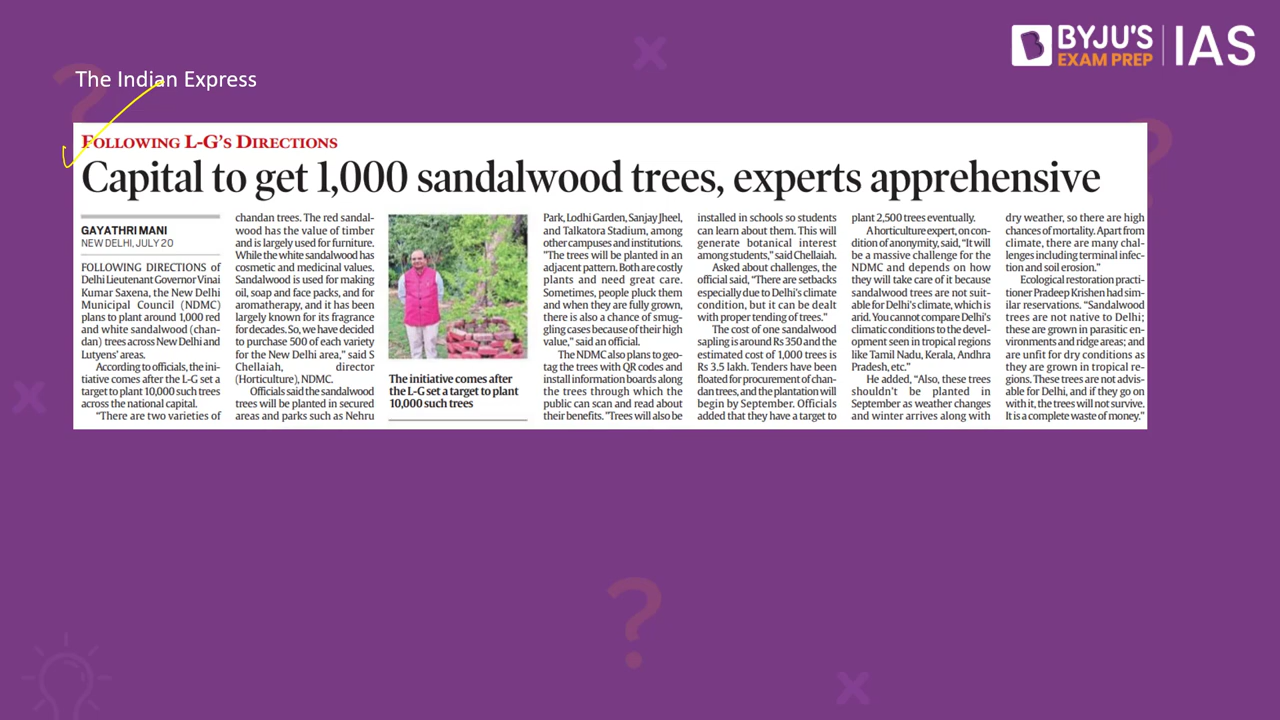 The Indian Express
BYJU'S
EXAM PREP
IAS
FOLLOWING L-G'S DIRECTIONS
Capital to get 1,000 sandalwood trees, experts apprehensive
GAYATHRI MANI
NEW DELHI, JULY 20
FOLLOWING DIRECTIONS of
Delhi Lieutenant Governor Vinai
Kumar Saxena, the New Delhi
Municipal Council (NDMC)
plans to plant around 1,000 red
and white sandalwood (chan-
dan) trees across New Delhi and
Lutyens' areas.
According to officials, the ini-
tiative comes after the L-G set a
target to plant 10,000 such trees
across the national capital.
"There are two varieties of
chandan trees. The red sandal-
wood has the value of timber
and is largely used for furniture.
While the white sandalwood has
cosmetic and medicinal values.
Sandalwood is used for making
oil, soap and face packs, and for
aromatherapy, and it has been
largely known for its fragrance
for decades. So, we have decided
to purchase 500 of each variety
for the New Delhi area," said S
Chellaiah, director
(Horticulture), NDMC.
Officials said the sandalwood
trees will be planted in secured
areas and parks such as Nehru
The initiative comes after
the L-G set a target to plant
10,000 such trees
Park, Lodhi Garden, Sanjay Jheel,
and Talkatora Stadium, among
other campuses and institutions.
"The trees will be planted in an
adjacent pattern. Both are costly
plants and need great care.
Sometimes, people pluck them
and when they are fully grown,
there is also a chance of smug-
gling cases because of their high
value," said an official.
The NDMC also plans to geo-
tag the trees with QR codes and
install information boards along
the trees through which the
public can scan and read about
their benefits. "Trees will also be
installed in schools so students
can learn about them. This will
generate botanical interest
among students," said Chellaiah.
Asked about challenges, the
official said, "There are setbacks
especially due to Delhi's climate
condition, but it can be dealt
with proper tending of trees."
The cost of one sandalwood
sapling is around Rs 350 and the
estimated cost of 1,000 trees is
Rs 3.5 lakh. Tenders have been
floated for procurement of chan-
dan trees, and the plantation will
begin by September. Officials
added that they have a target to
plant 2,500 trees eventually.
A horticulture expert, on con-
dition of anonymity, said, "It will
be a massive challenge for the
NDMC and depends on how
they will take care of it because
sandalwood trees are not suit-
able for Delhi's climate, which is
arid. You cannot compare Delhi's
climatic conditions to the devel-
opment seen in tropical regions
like Tamil Nadu, Kerala, Andhra
Pradesh, etc."
He added, "Also, these trees
shouldn't be planted in
September as weather changes
and winter arrives along with
dry weather, so there are high
chances of mortality. Apart from
climate, there are many chal-
lenges including terminal infec-
tion and soil erosion."
Ecological restoration practi-
tioner Pradeep Krishen had sim-
ilar reservations. "Sandalwood
trees are not native to Delhi;
these are grown in parasitic en-
vironments and ridge areas; and
are unfit for dry conditions as
they are grown in tropical re-
gions. These trees are not advis-
able for Delhi, and if they go on
with it, the trees will not survive.
It is a complete waste of money."